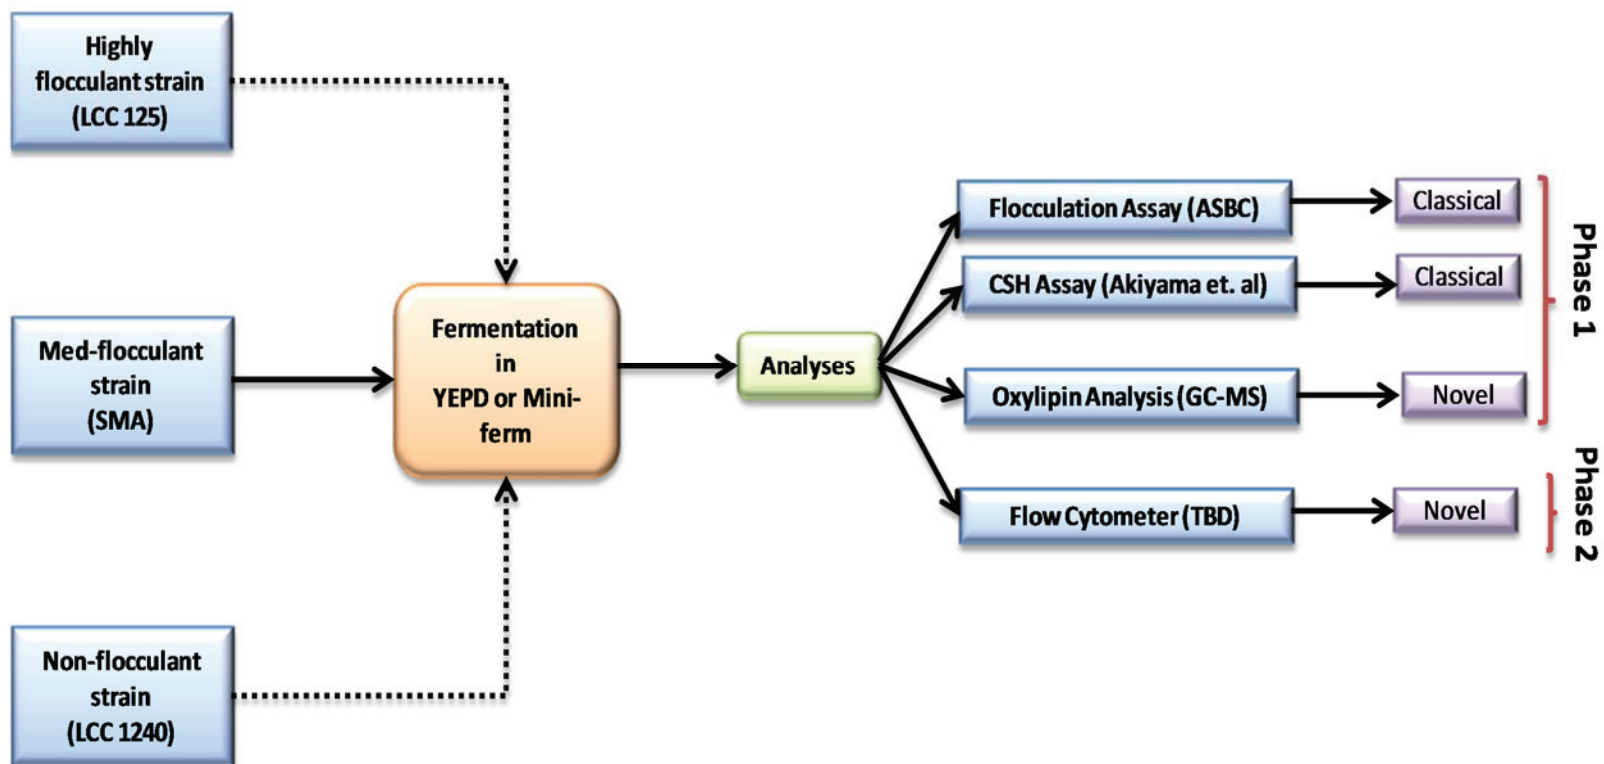 Highly
flocculant strain
(LCC 125)
Med-flocculant
strain
(SMA)
Non-flocculant
strain
(LCC 1240)
Fermentation
in
YEPD or Mini-
ferm
Analyses
Flocculation Assay (ASBC)
Classical
CSH Assay (Akiyama et. al)
Classical
Oxylipin Analysis (GC-MS)
Novel
Flow Cytometer (TBD)
Novel
Phase 1
Phase 2